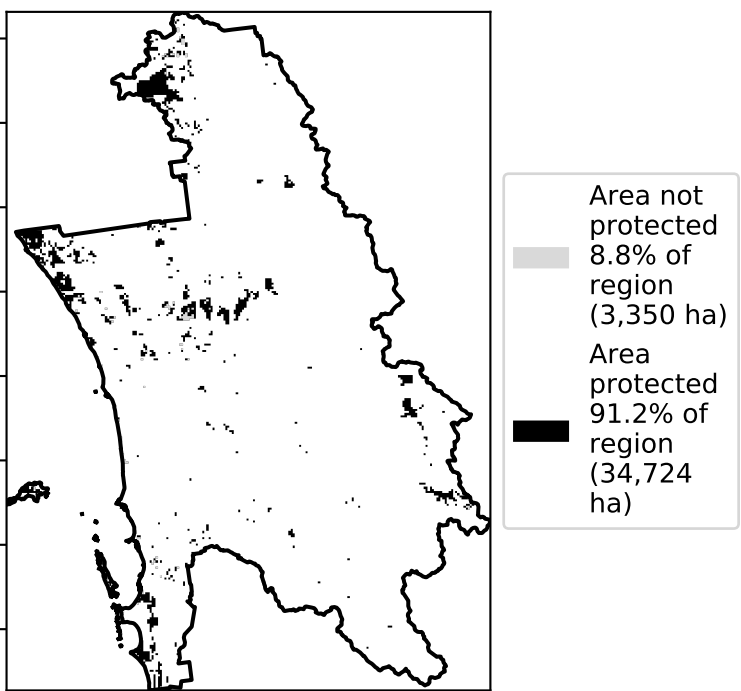 Area not
protected
8.8% of
region
(3,350 ha)
Area
protected
91.2% of
region
(34,724
ha)